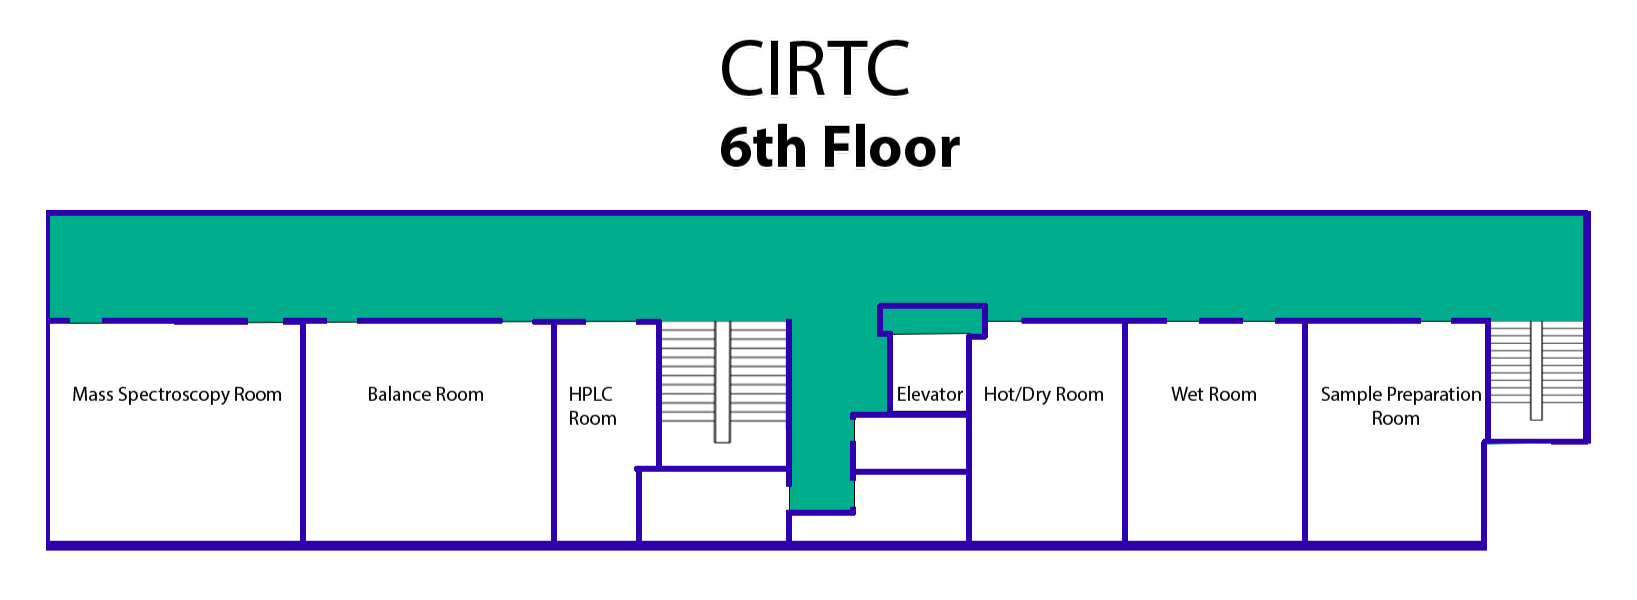 CIRTC
6th Floor
Mass Spectroscopy Room
Balance Room
HPLC
Room
Elevator
Hot/Dry Room
Wet Room
Sample Preparation
Room